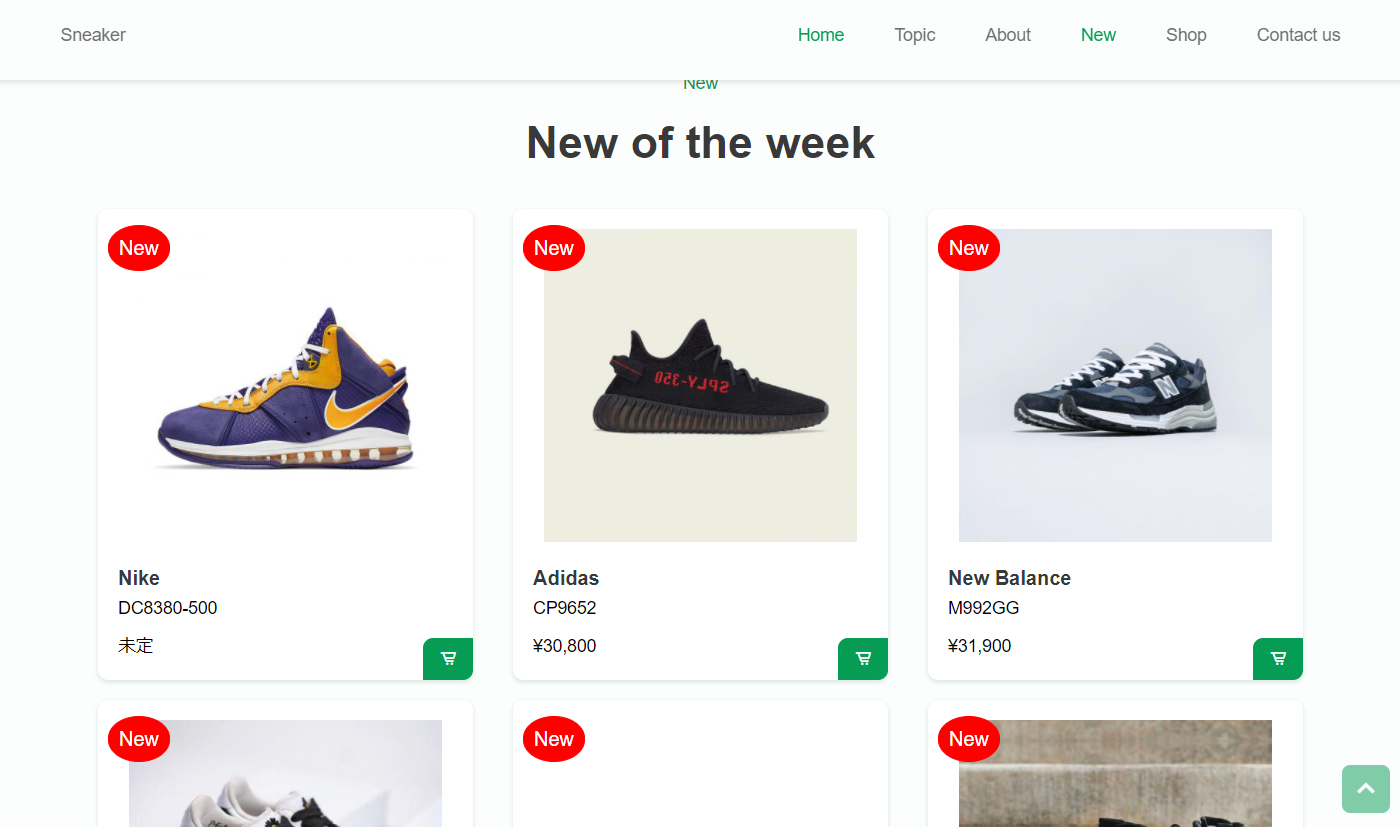 Sneaker Home Topic About New Shop Contact us
New
New of the week
New New New
SPLY-350
N
Nike Adidas New Balance
DC8380-500 CP9652 M992GG
未定 ¥30,800 ¥31,900
New New New